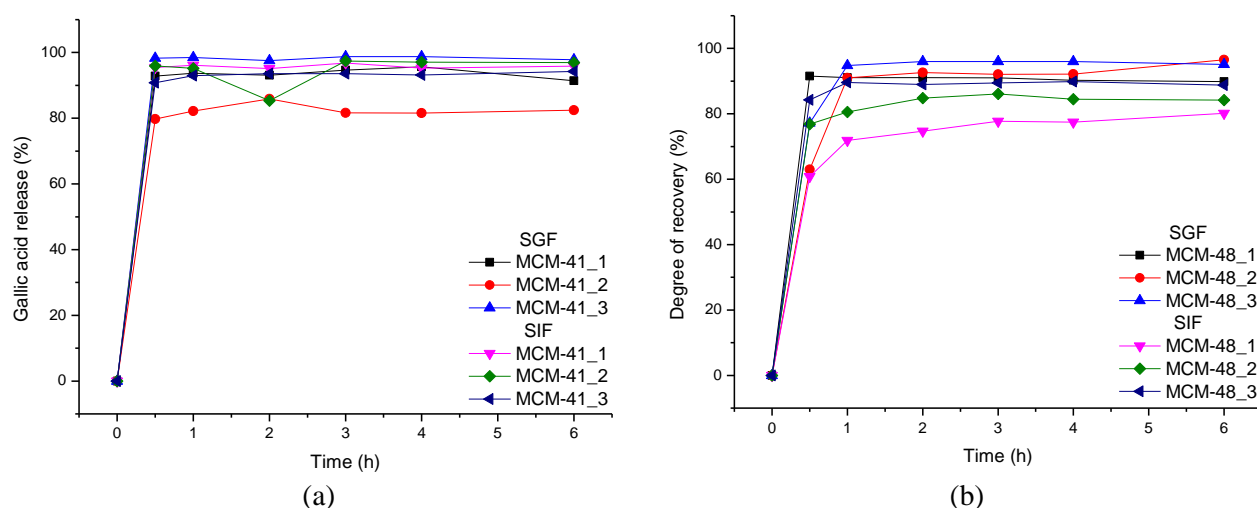 100
80
60
40
20
0
Gallic acid release (%)
SGF
MCM-41_1
MCM-41_2
MCM-41_3
SIF
MCM-41_1
MCM-41_2
MCM-41_3
0 1 2 3 4 5 6
Time (h)
(a)
100
80
60
40
20
0
Degree of recovery (%)
SGF
MCM-48_1
MCM-48_2
MCM-48_3
SIF
MCM-48_1
MCM-48_2
MCM-48_3
0 1 2 3 4 5 6
Time (h)
(b)